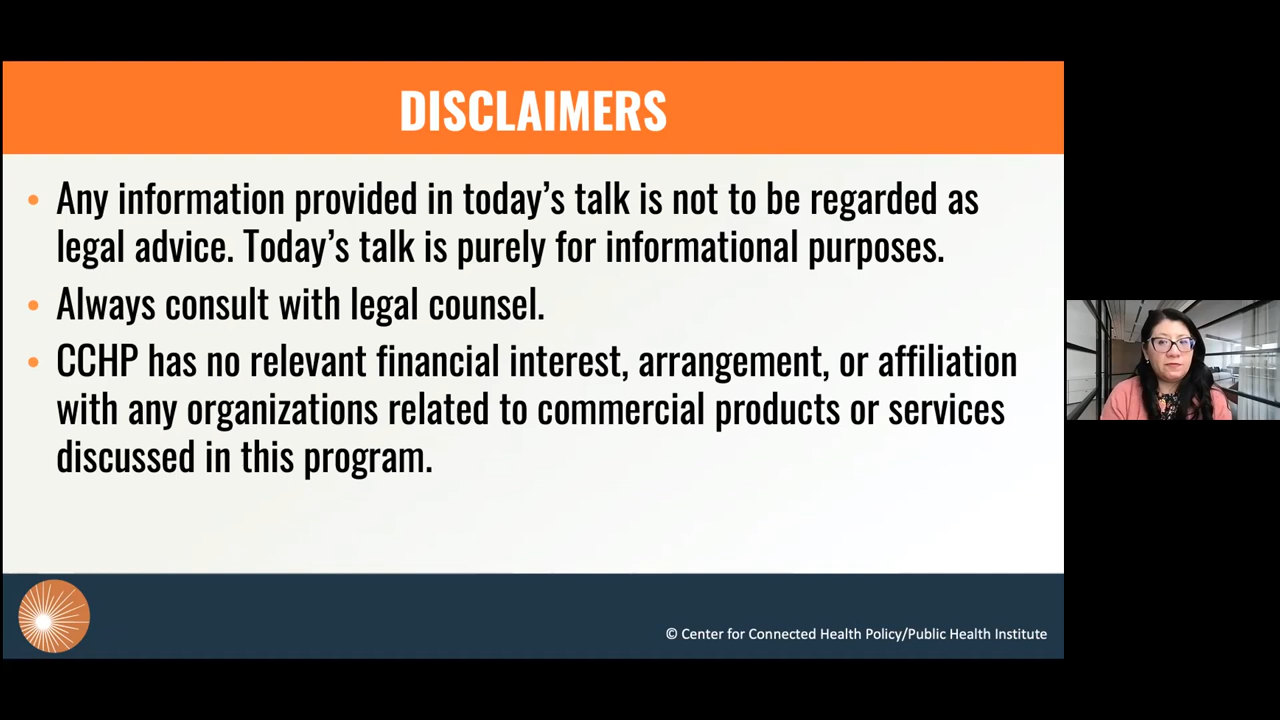 DISCLAIMERS
• Any information provided in today’s talk is not to be regarded as
legal advice. Today’s talk is purely for informational purposes.
• Always consult with legal counsel.
• CCHP has no relevant financial interest, arrangement, or affiliation
with any organizations related to commercial products or services
discussed in this program.
© Center for Connected Health Policy/Public Health Institute